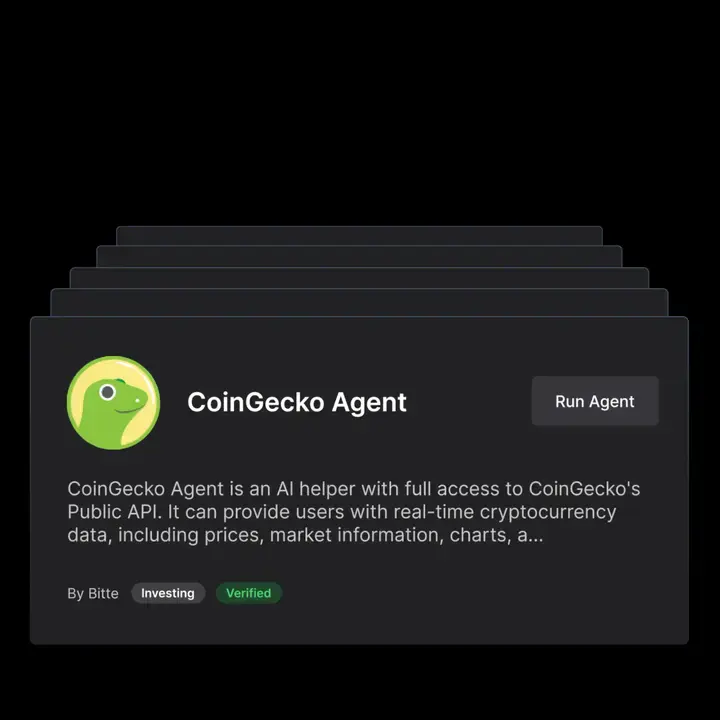 CoinGecko Agent
Run Agent
CoinGecko Agent is an AI helper with full access to CoinGecko's
Public API. It can provide users with real-time cryptocurrency
data, including prices, market information, charts, a...
By Bitte Investing Verified